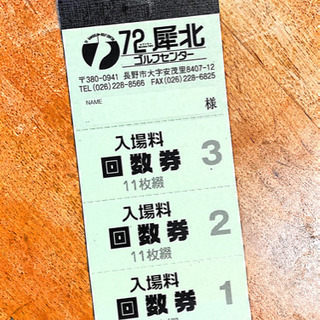 72犀北
ゴルフセンター
〒380-0941 長野市大字安茂里8407-12
TEL(026)228-8566 FAX(026)228-6825
NAME
様
入場料
回数券 3
11枚綴
入場料
回数券 2
11枚綴
入場料
回数券 1